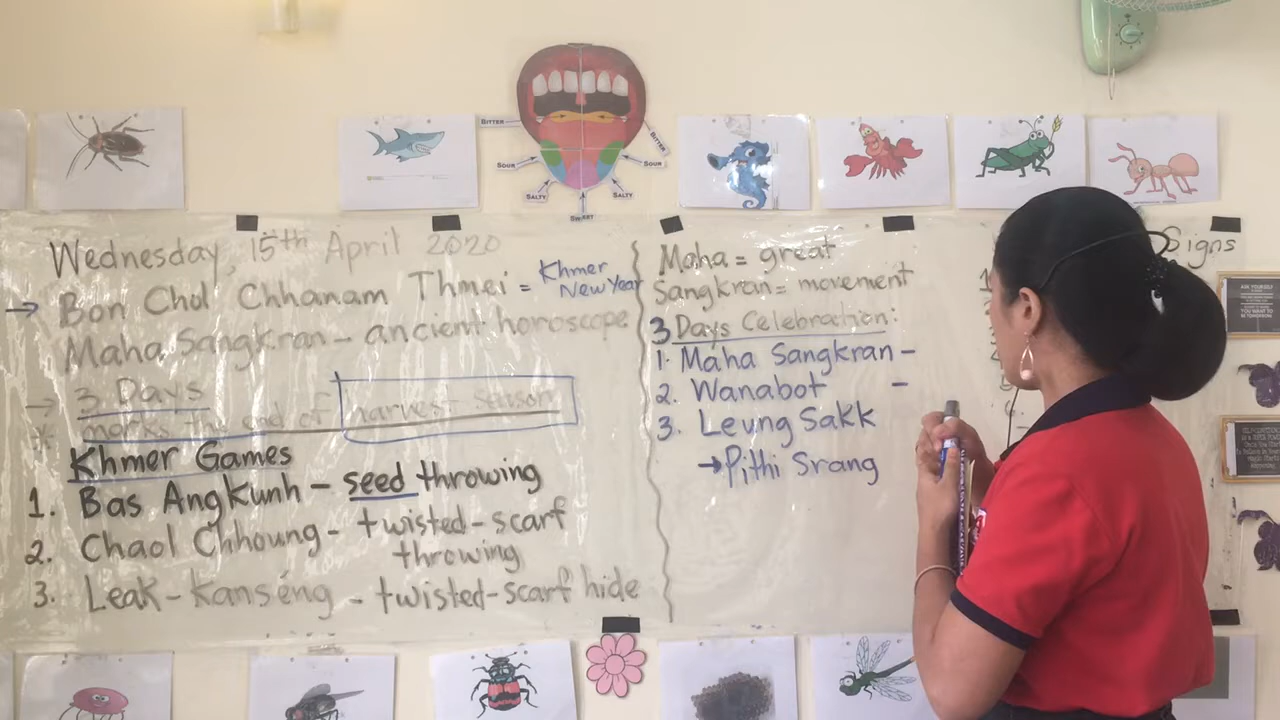 BITTER
BITTER
SOUR
SOUR
SALTY
SALTY
SWEET
Wednesday, 15th April 2020
→ Bon Chol Chhanam Thmei = Khmer
New Year
Maha Sangkran - ancient horoscope
→ 3 Days
* marks the end of harvest season
Khmer Games
1. Bas Angkunh - seed throwing
2. Chaol Chhoung - twisted-scarf
throwing
3. Leak-Kanséng - twisted-scarf hide
Maha = great
Sangkran = movement
3 Days Celebration:
1. Maha Sangkran -
2. Wanabot -
3. Leung Sakk
→ Pithi Srang
Signs
ASK YOURSELF